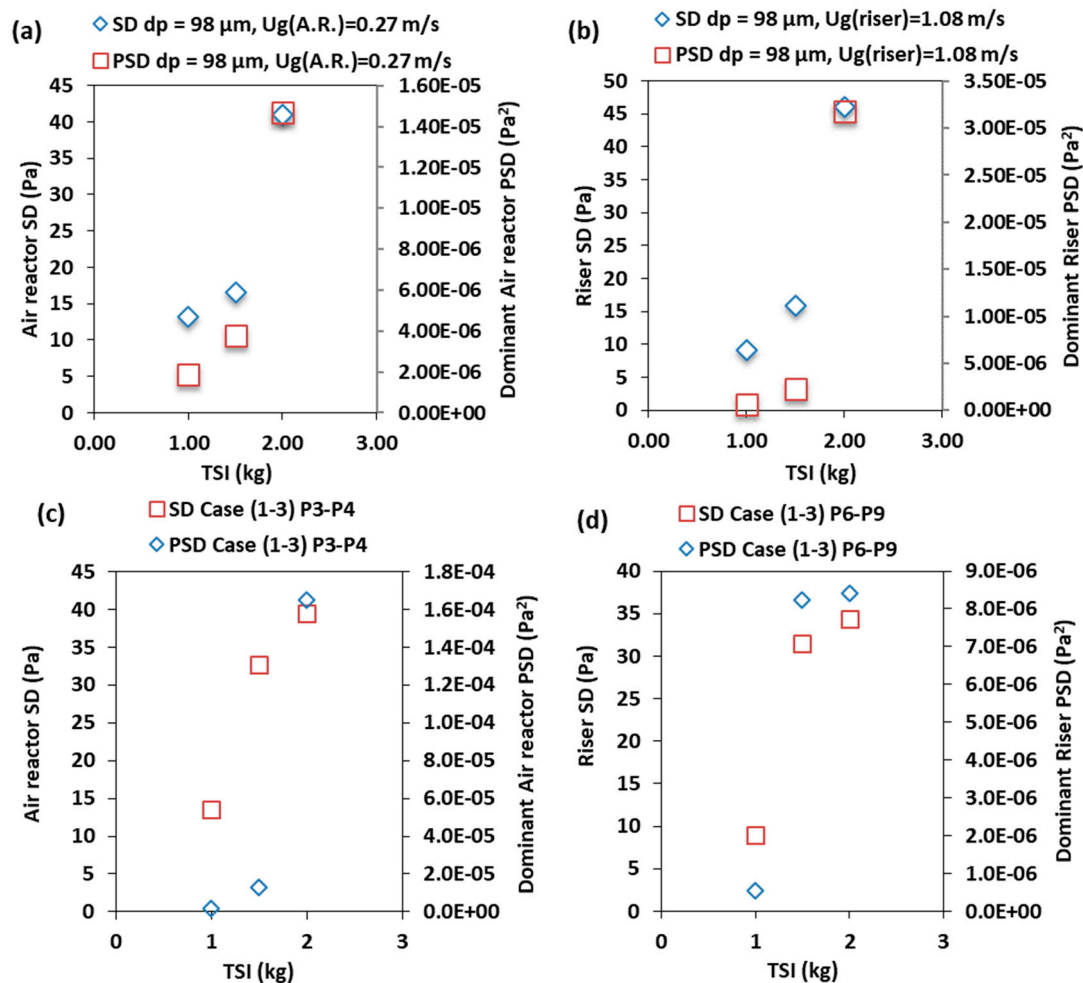 (a)
SD dp = 98 μm, Ug(A.R.)=0.27 m/s
PSD dp = 98 μm, Ug(A.R.)=0.27 m/s
Air reactor SD (Pa)
45
40
35
30
25
20
15
10
5
0
1.60E-05
1.40E-05
1.20E-05
1.00E-05
8.00E-06
6.00E-06
4.00E-06
2.00E-06
0.00E+00
Dominant Air reactor PSD (Pa²)
0.00 1.00 2.00 3.00
TSI (kg)
(b)
SD dp = 98 μm, Ug(riser)=1.08 m/s
PSD dp = 98 μm, Ug(riser)=1.08 m/s
Riser SD (Pa)
50
45
40
35
30
25
20
15
10
5
0
3.50E-05
3.00E-05
2.50E-05
2.00E-05
1.50E-05
1.00E-05
5.00E-06
0.00E+00
Dominant Riser PSD (Pa²)
0.00 1.00 2.00 3.00
TSI (kg)
(c)
SD Case (1-3) P3-P4
PSD Case (1-3) P3-P4
Air reactor SD (Pa)
45
40
35
30
25
20
15
10
5
0
1.8E-04
1.6E-04
1.4E-04
1.2E-04
1.0E-04
8.0E-05
6.0E-05
4.0E-05
2.0E-05
0.0E+00
Dominant Air reactor PSD (Pa²)
0 1 2 3
TSI (kg)
(d)
SD Case (1-3) P6-P9
PSD Case (1-3) P6-P9
Riser SD (Pa)
40
35
30
25
20
15
10
5
0
9.0E-06
8.0E-06
7.0E-06
6.0E-06
5.0E-06
4.0E-06
3.0E-06
2.0E-06
1.0E-06
0.0E+00
Dominant Riser PSD (Pa²)
0 1 2 3
TSI (kg)